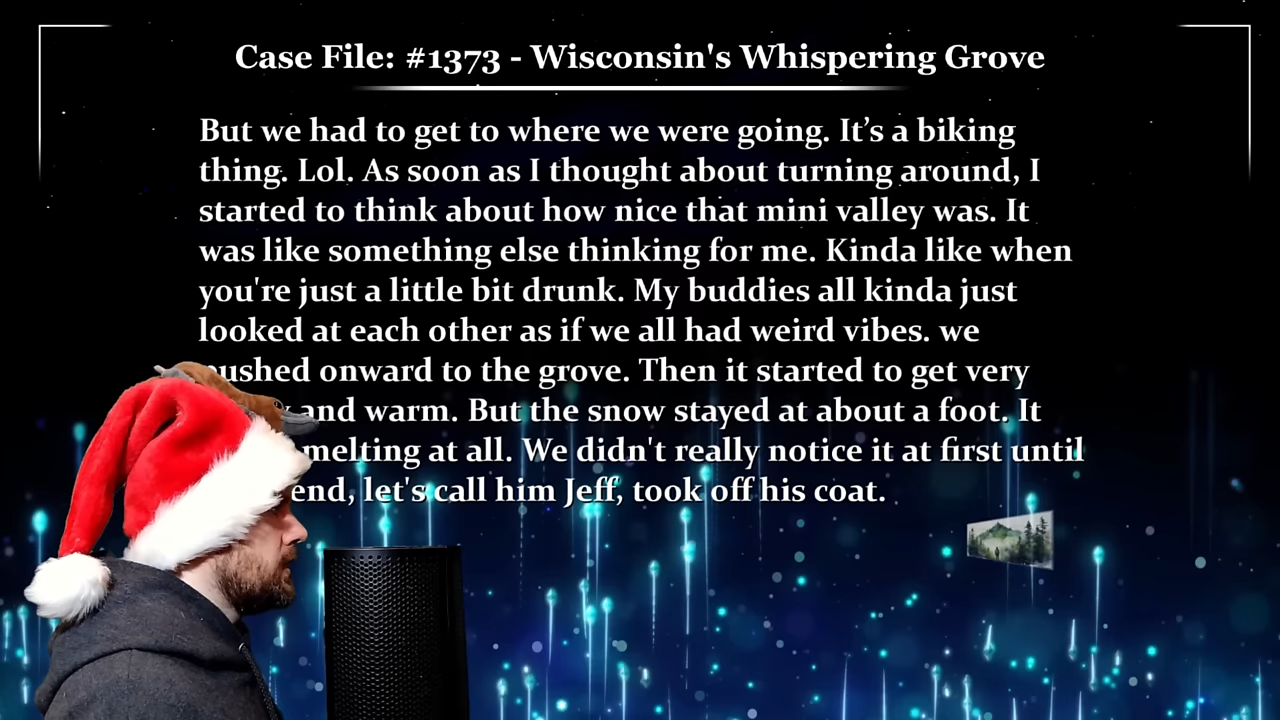 Case File: #1373 - Wisconsin's Whispering Grove
But we had to get to where we were going. It’s a biking
thing. Lol. As soon as I thought about turning around, I
started to think about how nice that mini valley was. It
was like something else thinking for me. Kinda like when
you're just a little bit drunk. My buddies all kinda just
looked at each other as if we all had weird vibes. we
pushed onward to the grove. Then it started to get very
and warm. But the snow stayed at about a foot. It
melting at all. We didn't really notice it at first until
end, let's call him Jeff, took off his coat.